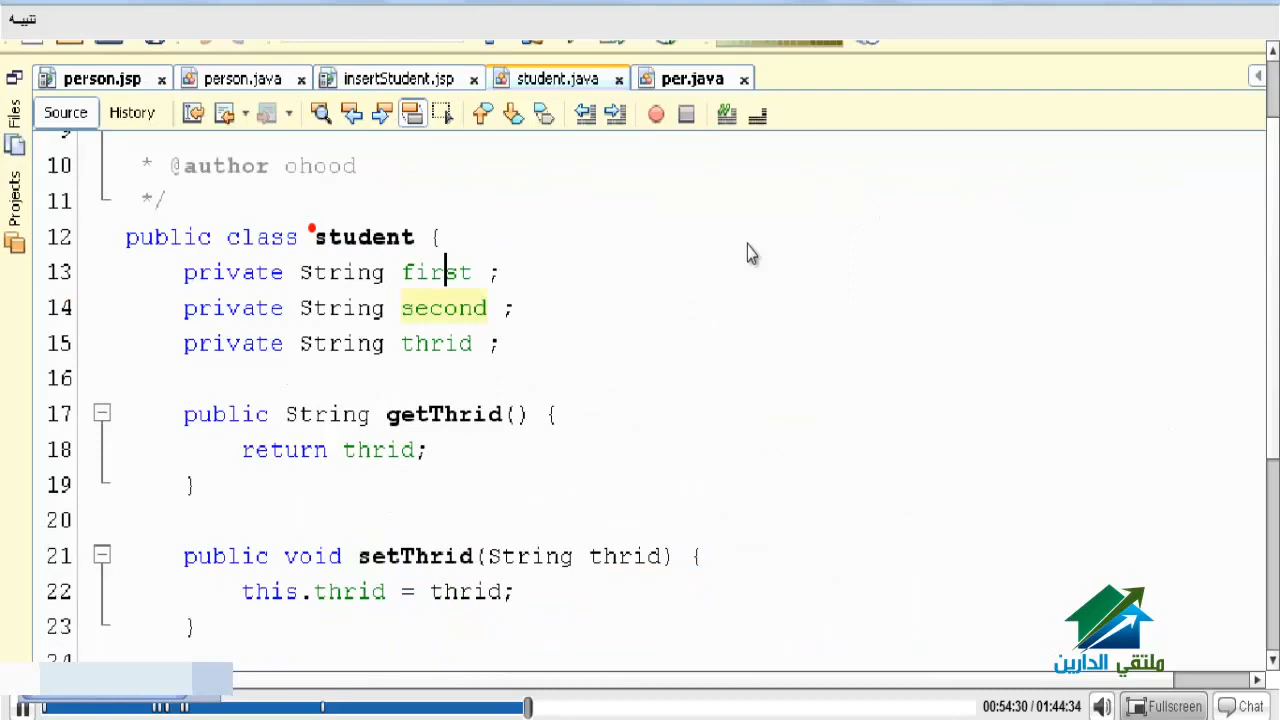 تنبيه
person.jsp person.java insertStudent.jsp student.java per.java
Source History
Files
Projects
9
10 * @author ohood
11 */
12 public class student {
13 private String first ;
14 private String second ;
15 private String thrid ;
16
17 public String getThrid() {
18 return thrid;
19 }
20
21 public void setThrid(String thrid) {
22 this.thrid = thrid;
23 }
24
ملتقي الدارين
00:54:30 / 01:44:34 Fullscreen Chat